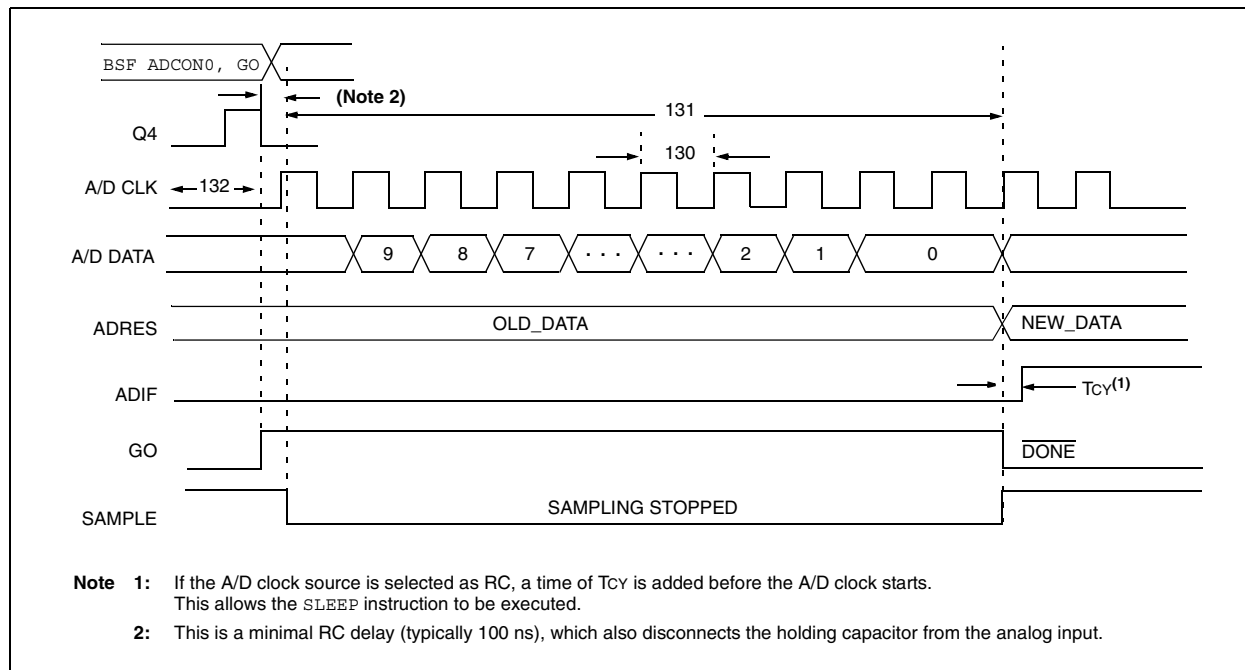 BSF ADCON0, GO
(Note 2)
131
Q4
130
A/D CLK
132
A/D DATA
9 8 7 . . . . . . 2 1 0
ADRES
OLD_DATA
NEW_DATA
ADIF
TCY(1)
GO
DONE
SAMPLE
SAMPLING STOPPED
Note 1: If the A/D clock source is selected as RC, a time of TCY is added before the A/D clock starts.
This allows the SLEEP instruction to be executed.
2: This is a minimal RC delay (typically 100 ns), which also disconnects the holding capacitor from the analog input.